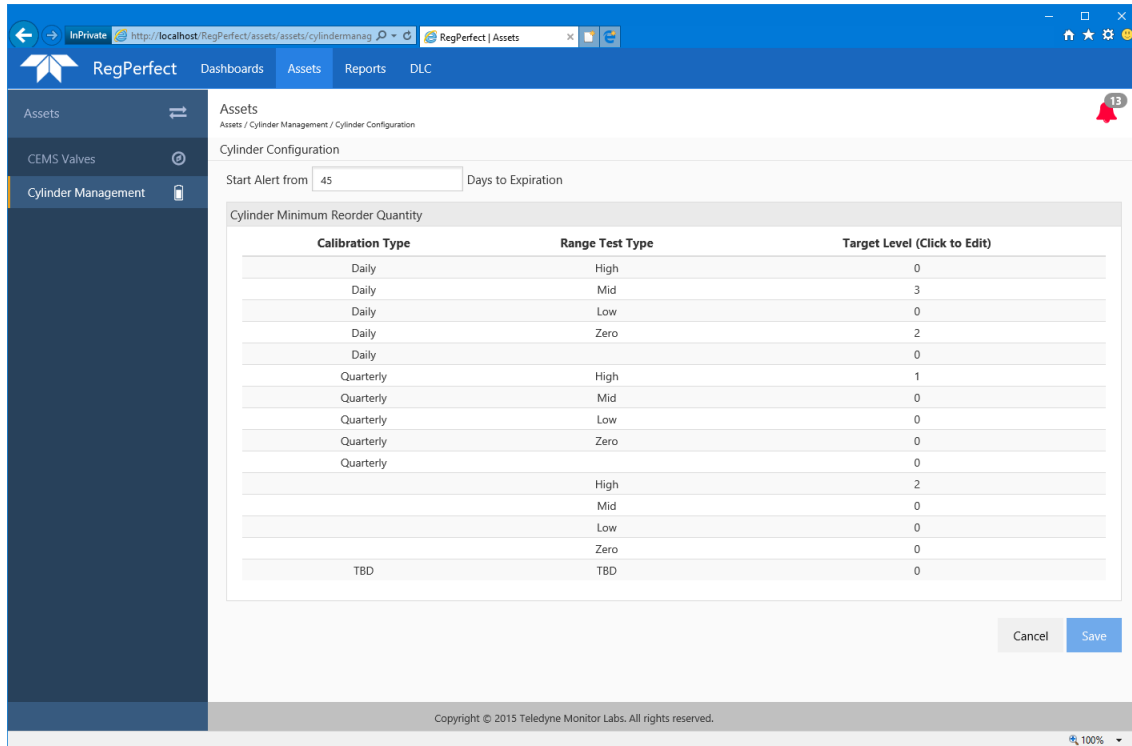 InPrivate http://localhost/RegPerfect/assets/assets/cylindermanag RegPerfect | Assets
RegPerfect Dashboards Assets Reports DLC
Assets
Assets
13
Assets / Cylinder Management / Cylinder Configuration
CEMS Valves
Cylinder Management
Cylinder Configuration
Start Alert from 45 Days to Expiration
Cylinder Minimum Reorder Quantity
Calibration Type Range Test Type Target Level (Click to Edit)
Daily High 0
Daily Mid 3
Daily Low 0
Daily Zero 2
Daily 0
Quarterly High 1
Quarterly Mid 0
Quarterly Low 0
Quarterly Zero 0
Quarterly 0
High 2
Mid 0
Low 0
Zero 0
TBD TBD 0
Cancel Save
Copyright © 2015 Teledyne Monitor Labs. All rights reserved.
100%